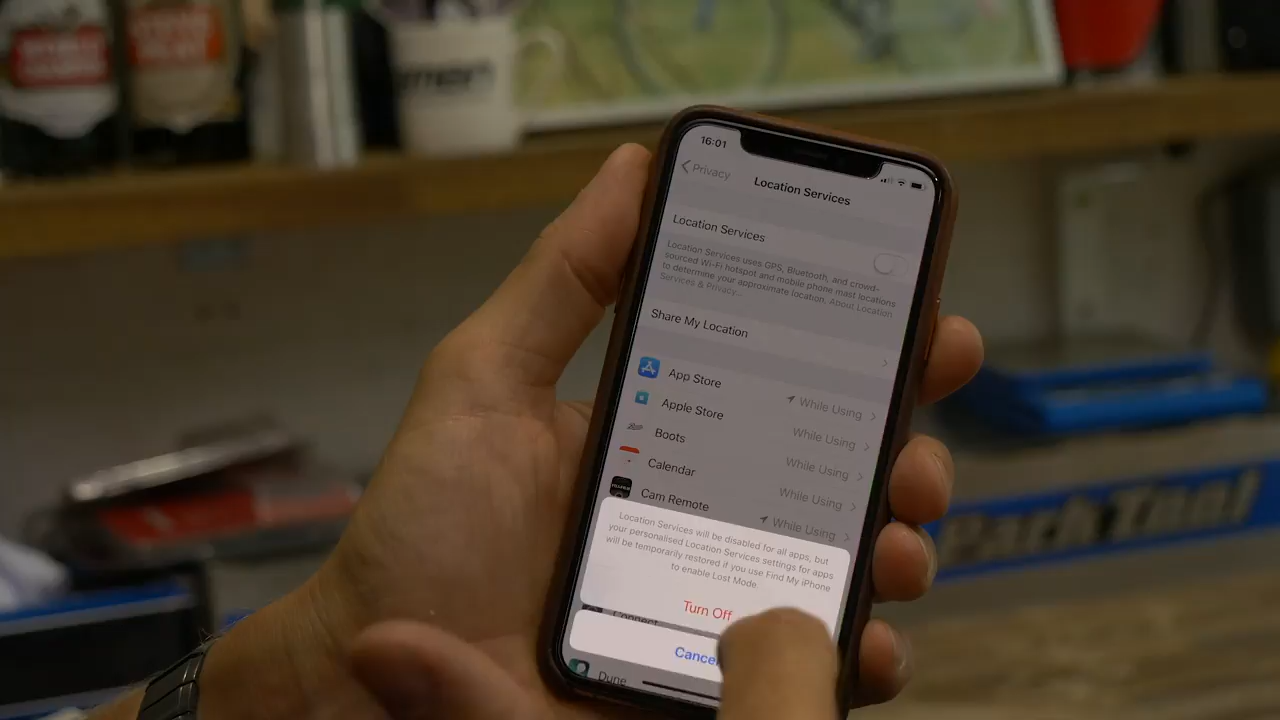 16:01
Privacy
Location Services
Location Services
Location Services uses GPS, Bluetooth, and crowd-
sourced Wi-Fi hotspot and mobile phone mast locations
to determine your approximate location. About Location
Services & Privacy...
Share My Location
App Store
While Using
Apple Store
While Using
Boots
While Using
Calendar
While Using
Cam Remote
While Using
Location Services will be disabled for all apps, but
your personalised Location Services settings for apps
will be temporarily restored if you use Find My iPhone
to enable Lost Mode.
Turn Off
Connect
Cancel
Dune
Park Tool